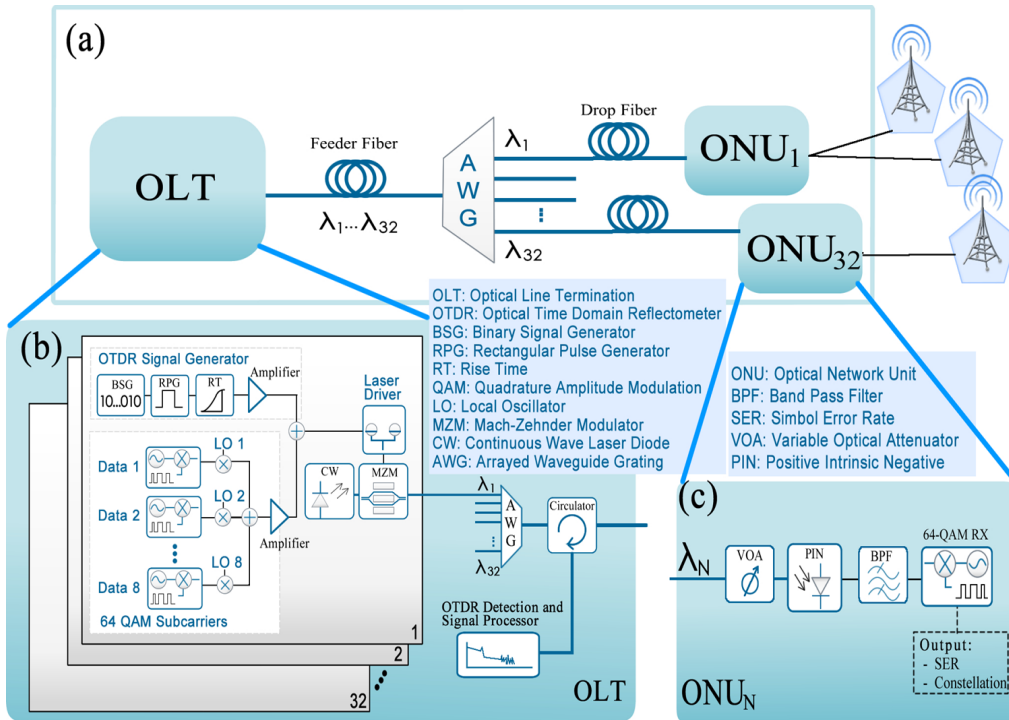 (a)
OLT
Feeder Fiber
λ1... λ32
A
W
G
λ1
λ32
Drop Fiber
ONU1
ONU32
OLT: Optical Line Termination
OTDR: Optical Time Domain Reflectometer
BSG: Binary Signal Generator
RPG: Rectangular Pulse Generator
RT: Rise Time
QAM: Quadrature Amplitude Modulation
LO: Local Oscillator
MZM: Mach-Zehnder Modulator
CW: Continuous Wave Laser Diode
AWG: Arrayed Waveguide Grating
ONU: Optical Network Unit
BPF: Band Pass Filter
SER: Simbol Error Rate
VOA: Variable Optical Attenuator
PIN: Positive Intrinsic Negative
(b)
OTDR Signal Generator
BSG
10...010
RPG
RT
Amplifier
Laser
Driver
Data 1
LO 1
Data 2
LO 2
Data 8
LO 8
Amplifier
64 QAM Subcarriers
CW
MZM
1
2
32
λ1
λ32
A
W
G
Circulator
OTDR Detection and
Signal Processor
OLT
(c)
λN
VOA
PIN
BPF
64-QAM RX
Output:
- SER
- Constellation
ONUN